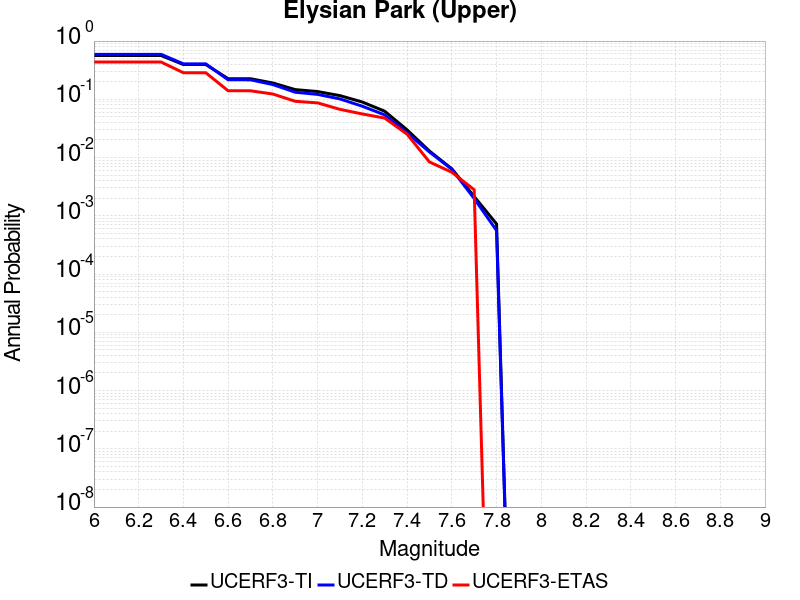 Elysian Park (Upper)
10^0
10^-1
10^-2
10^-3
10^-4
10^-5
10^-6
10^-7
10^-8
Annual Probability
6 6.2 6.4 6.6 6.8 7 7.2 7.4 7.6 7.8 8 8.2 8.4 8.6 8.8 9
Magnitude
UCERF3-TI UCERF3-TD UCERF3-ETAS